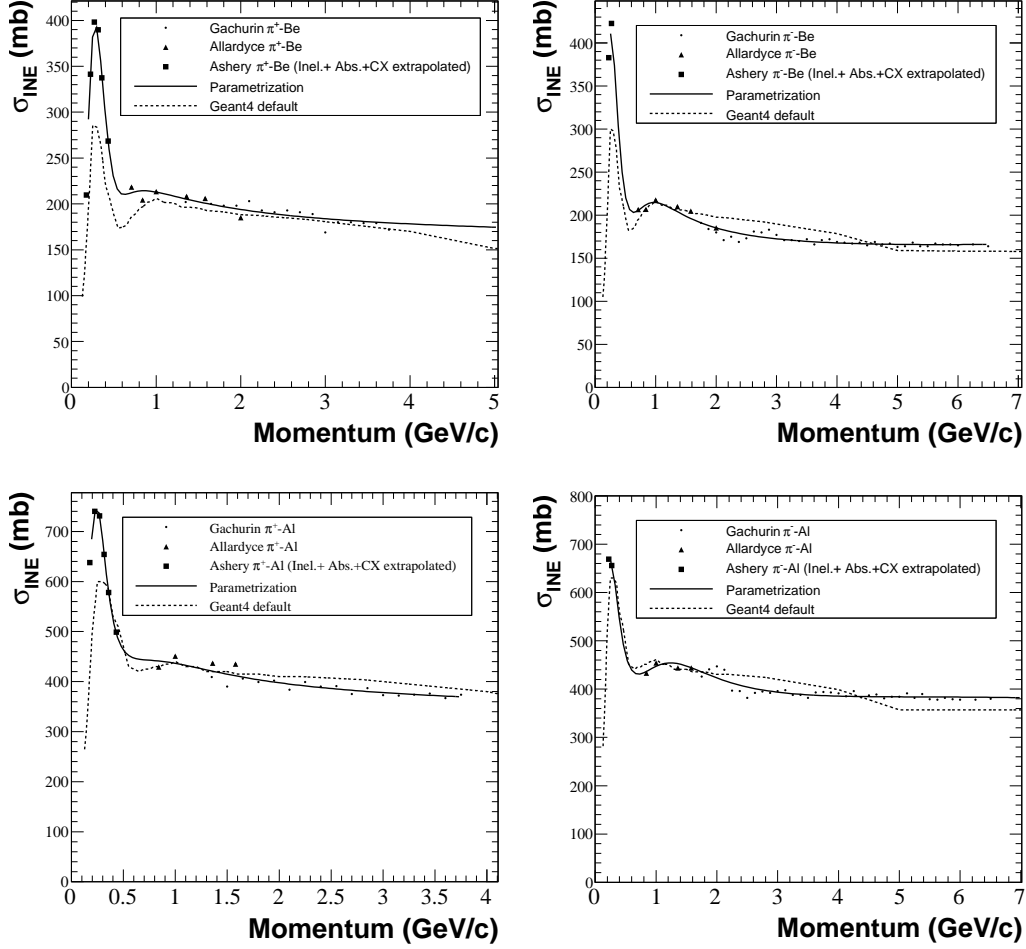 σINE (mb)
400
350
300
250
200
150
100
50
0
Gachurin π+-Be
Allardyce π+-Be
Ashery π+-Be (Inel.+ Abs.+CX extrapolated)
Parametrization
Geant4 default
0 1 2 3 4 5
Momentum (GeV/c)
σINE (mb)
400
350
300
250
200
150
100
50
0
Gachurin π--Be
Allardyce π--Be
Ashery π--Be (Inel.+ Abs.+CX extrapolated)
Parametrization
Geant4 default
0 1 2 3 4 5 6 7
Momentum (GeV/c)
σINE (mb)
700
600
500
400
300
200
100
0
Gachurin π+-Al
Allardyce π+-Al
Ashery π+-Al (Inel.+ Abs.+CX extrapolated)
Parametrization
Geant4 default
0 0.5 1 1.5 2 2.5 3 3.5 4
Momentum (GeV/c)
σINE (mb)
800
700
600
500
400
300
200
100
0
Gachurin π--Al
Allardyce π--Al
Ashery π--Al (Inel.+ Abs.+CX extrapolated)
Parametrization
Geant4 default
0 1 2 3 4 5 6 7
Momentum (GeV/c)